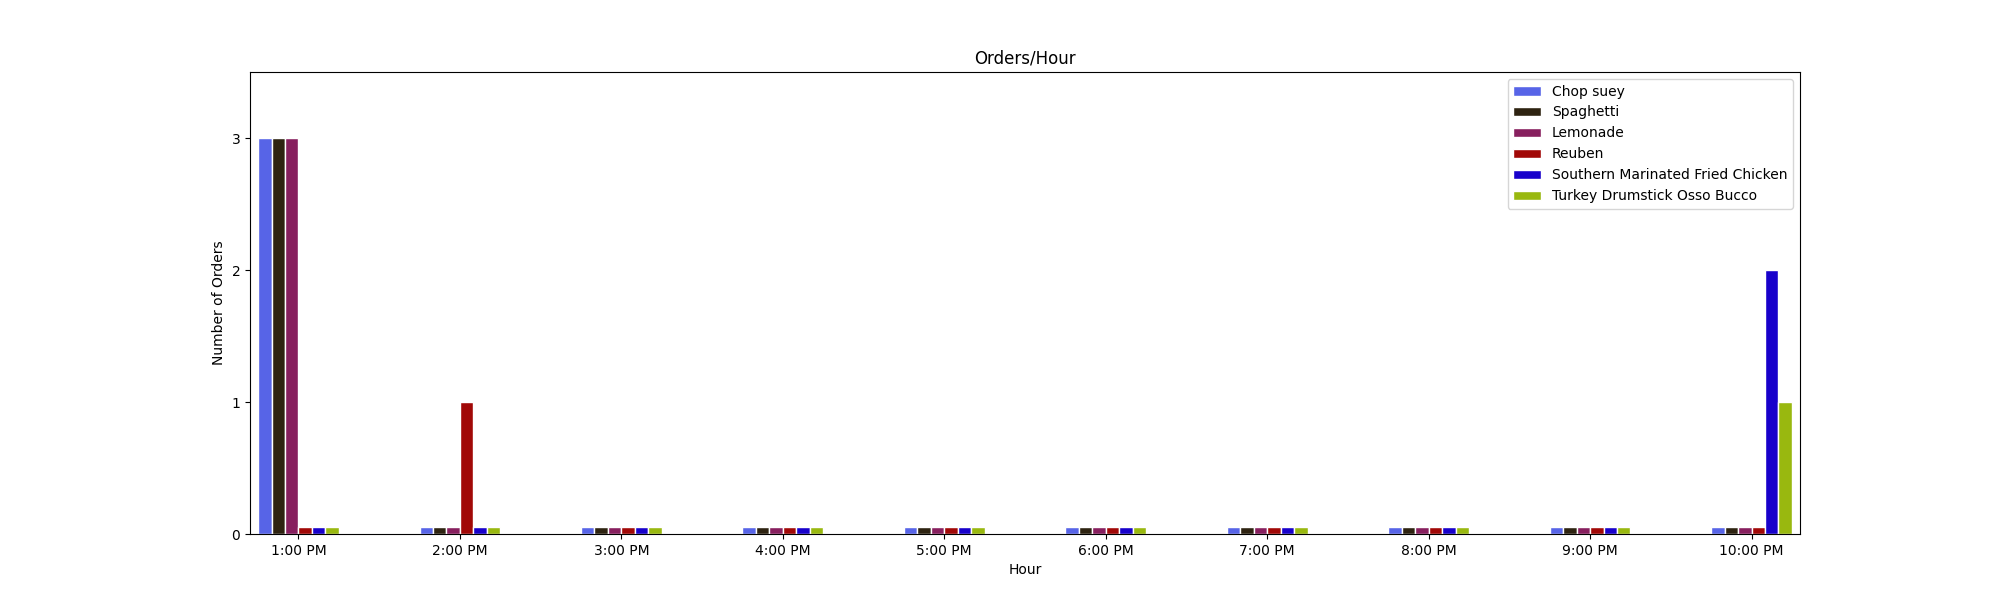 Orders/Hour
Chop suey
Spaghetti
Lemonade
Reuben
Southern Marinated Fried Chicken
Turkey Drumstick Osso Bucco
Number of Orders
3
2
1
0
1:00 PM 2:00 PM 3:00 PM 4:00 PM 5:00 PM 6:00 PM 7:00 PM 8:00 PM 9:00 PM 10:00 PM
Hour